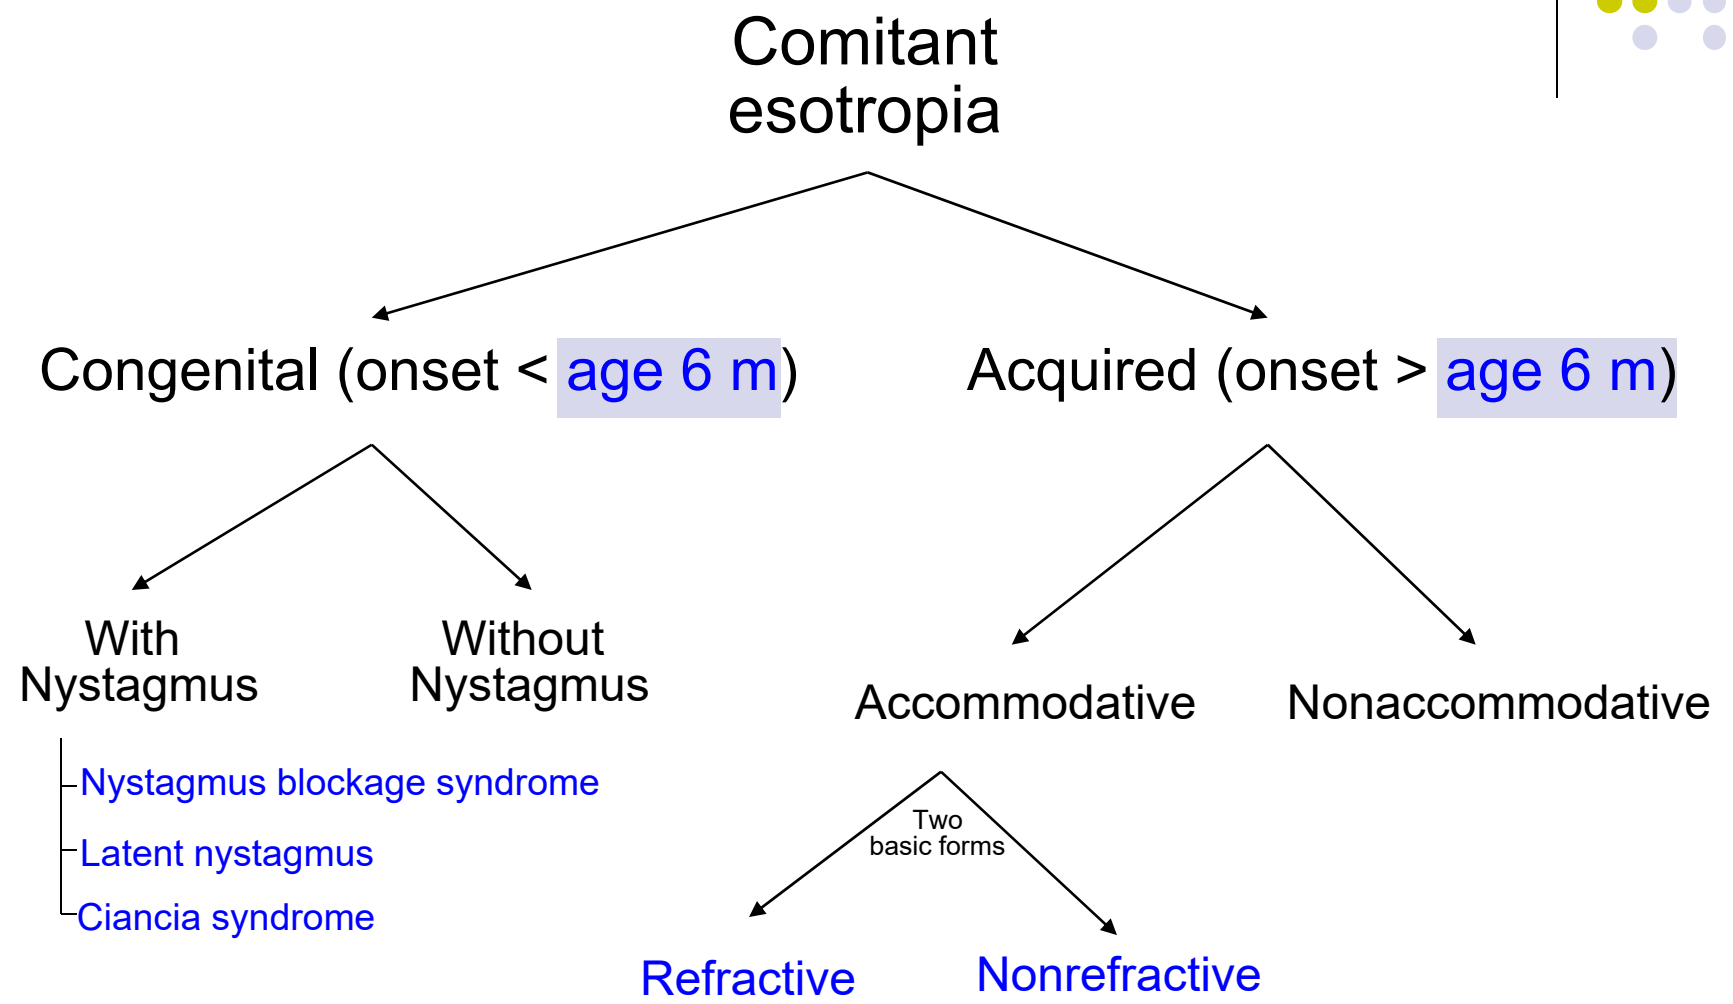 Comitant
esotropia
Congenital (onset < age 6 m)
Acquired (onset > age 6 m)
With
Nystagmus
Without
Nystagmus
Accommodative
Nonaccommodative
Nystagmus blockage syndrome
Latent nystagmus
Ciancia syndrome
Two
basic forms
Refractive
Nonrefractive